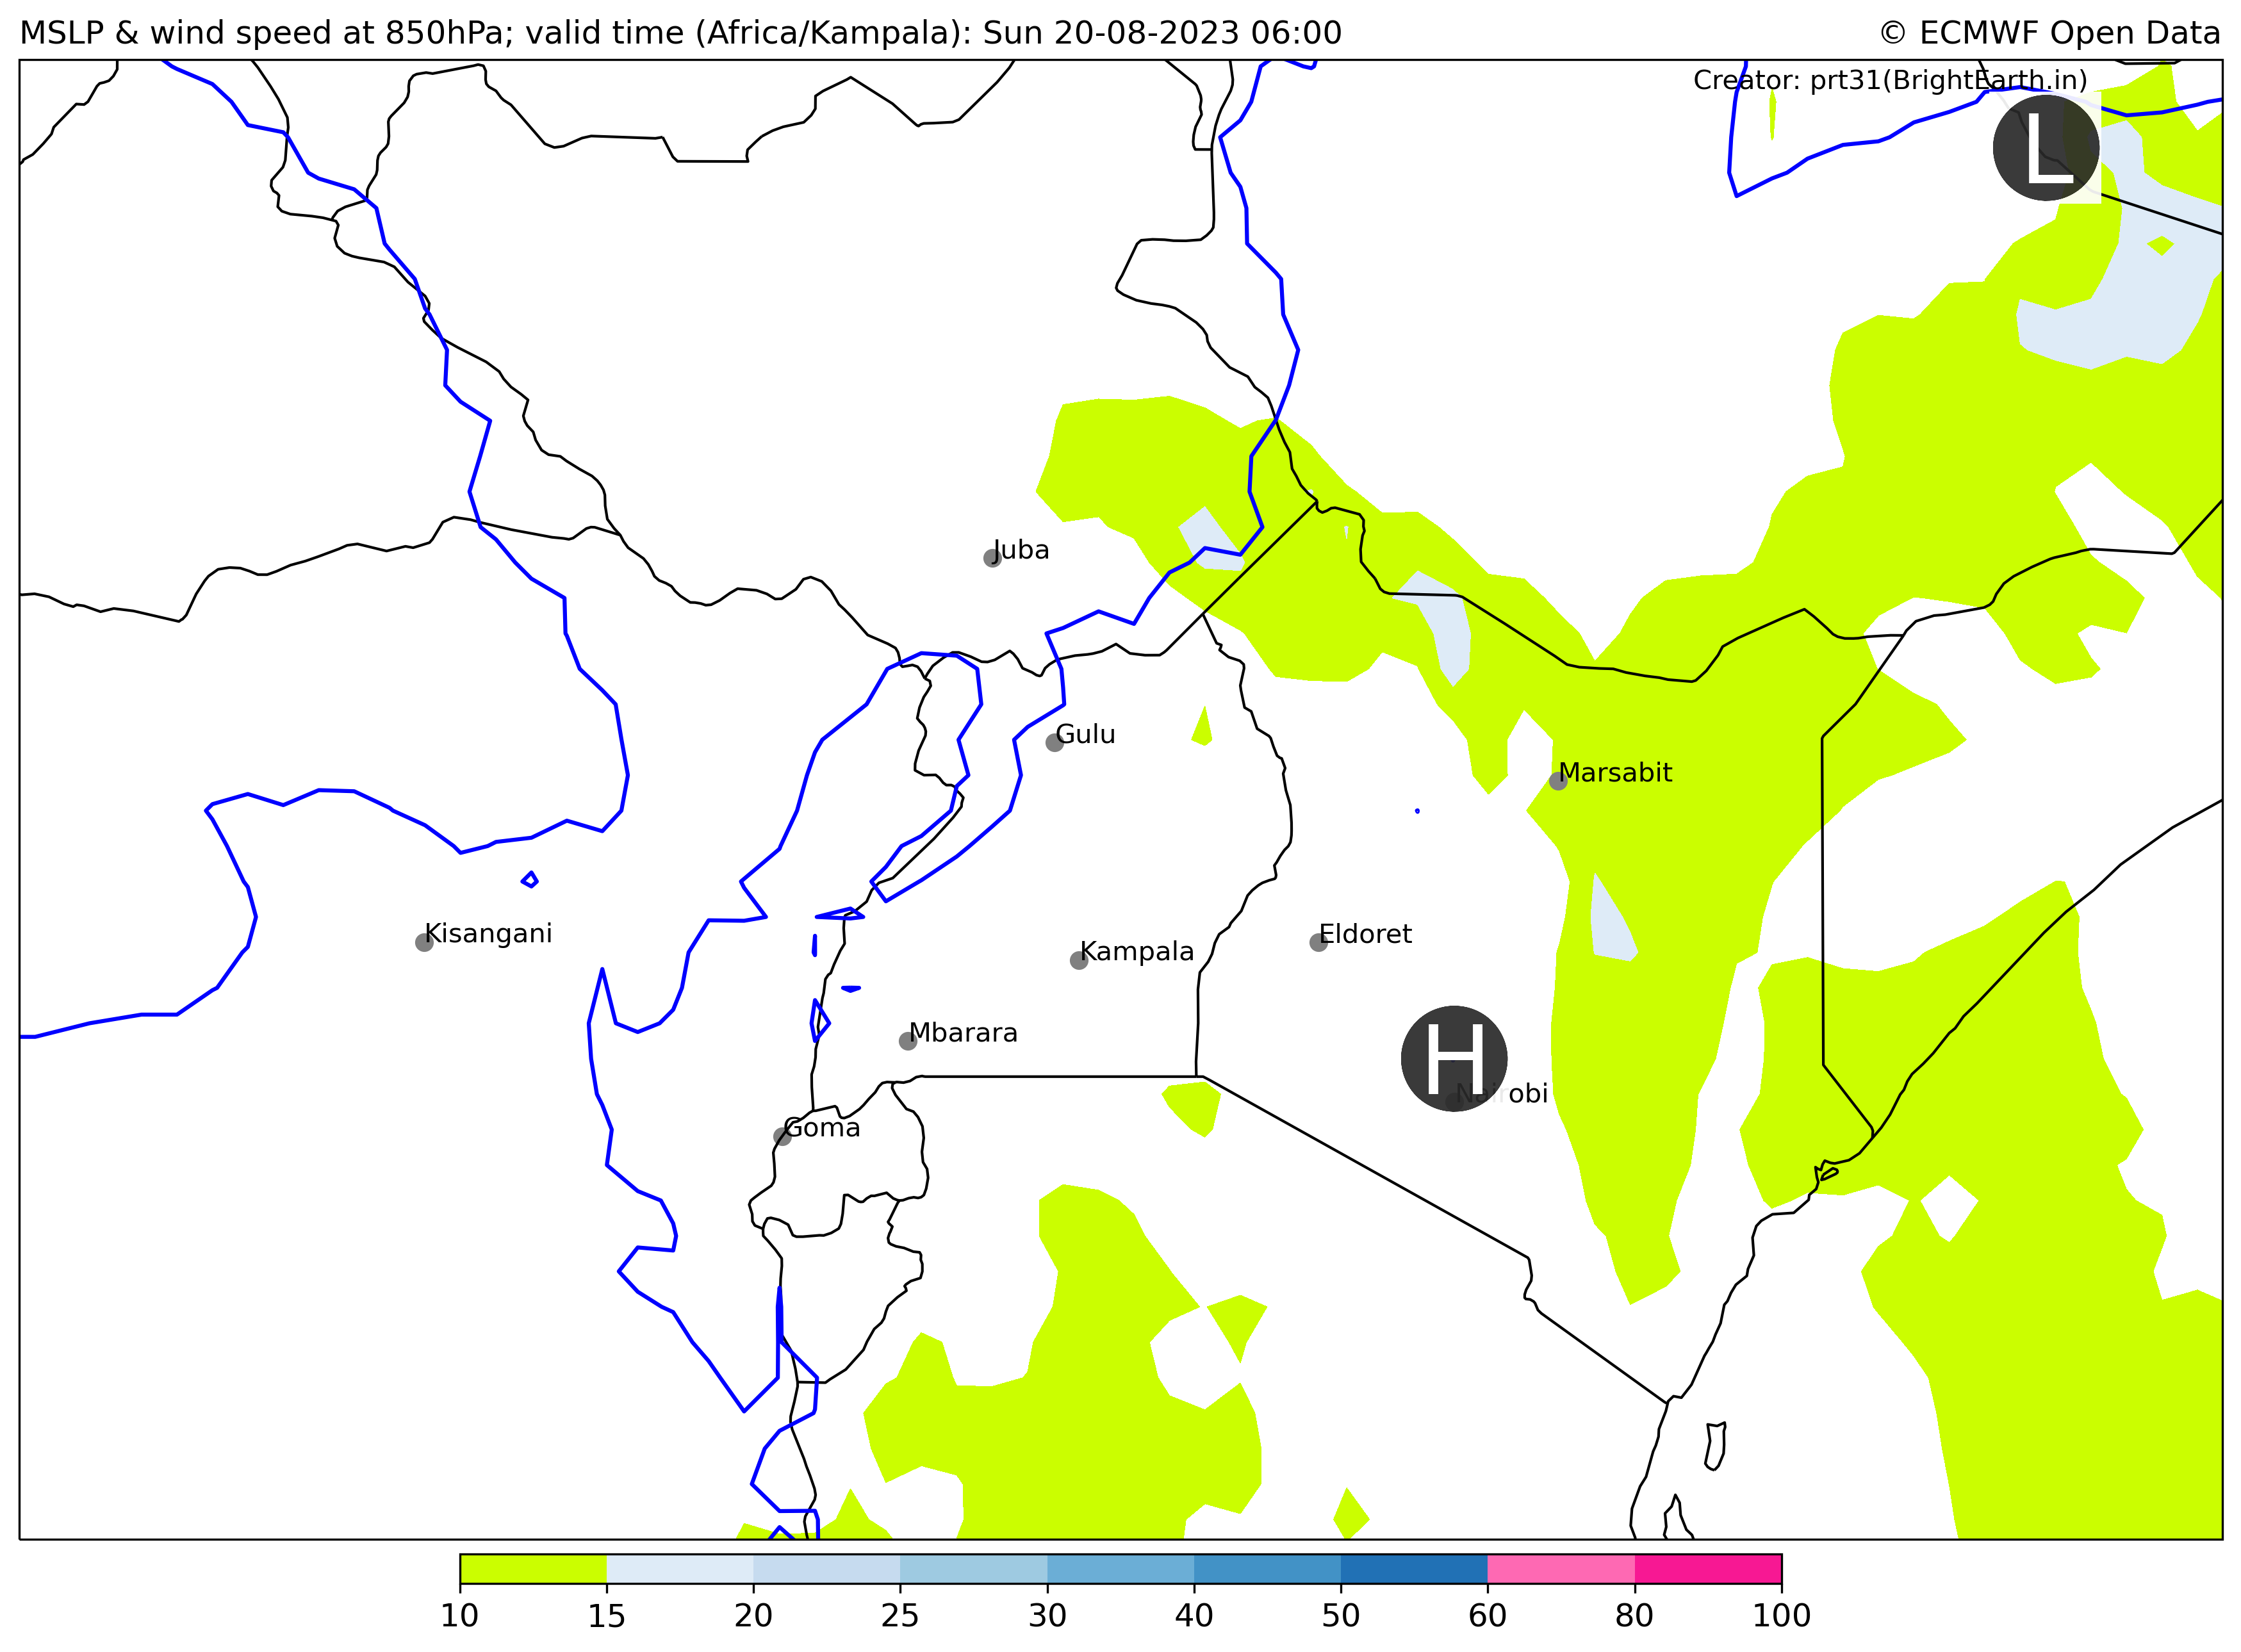 MSLP & wind speed at 850hPa; valid time (Africa/Kampala): Sun 20-08-2023 06:00
© ECMWF Open Data
Creator: prt31(BrightEarth.in)
L
Juba
Gulu
Marsabit
Kisangani
Eldoret
Kampala
Mbarara
H
Nairobi
Goma
10 15 20 25 30 40 50 60 80 100